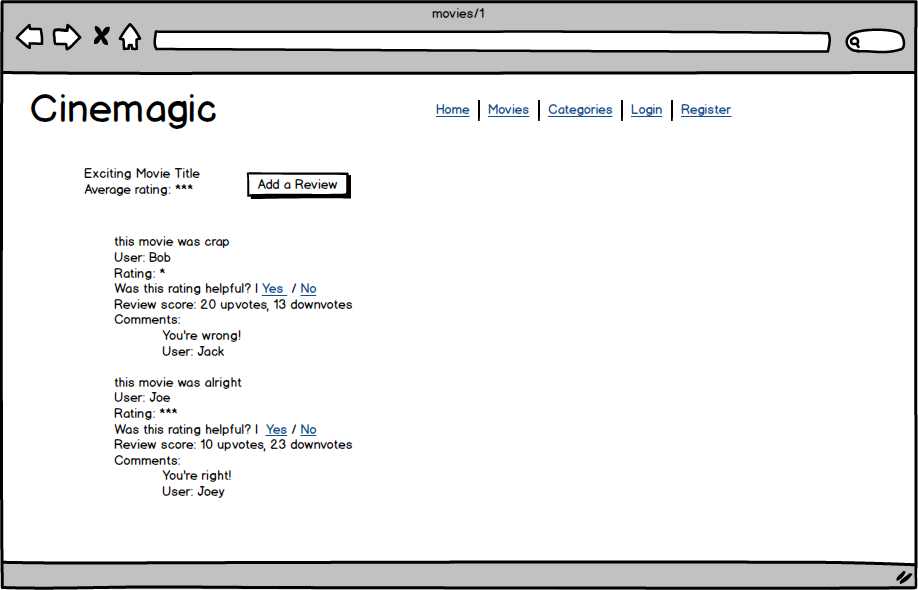 movies/1
Cinemagic
Home | Movies | Categories | Login | Register
Exciting Movie Title
Average rating: ***
Add a Review
this movie was crap
User: Bob
Rating: *
Was this rating helpful? | Yes / No
Review score: 20 upvotes, 13 downvotes
Comments:
You're wrong!
User: Jack
this movie was alright
User: Joe
Rating: ***
Was this rating helpful? | Yes / No
Review score: 10 upvotes, 23 downvotes
Comments:
You're right!
User: Joey